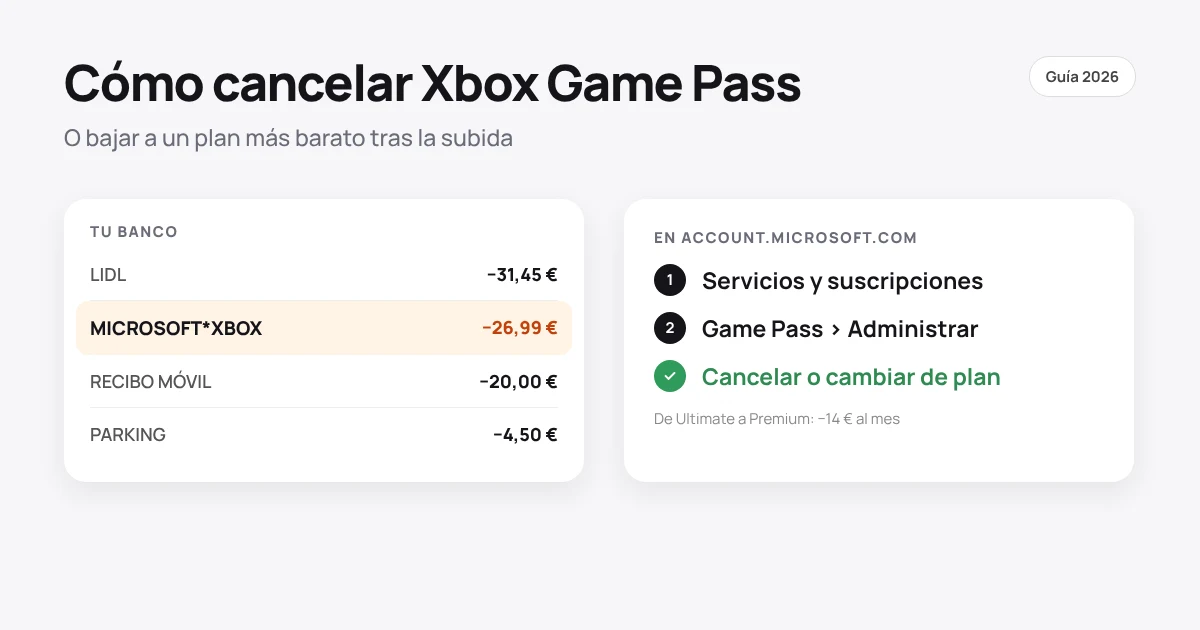 Cómo cancelar Xbox Game Pass
Guía 2026
O bajar a un plan más barato tras la subida
TU BANCO
LIDL −31,45 €
MICROSOFT*XBOX −26,99 €
RECIBO MÓVIL −20,00 €
PARKING −4,50 €
EN ACCOUNT.MICROSOFT.COM
1 Servicios y suscripciones
2 Game Pass › Administrar
✓ Cancelar o cambiar de plan
De Ultimate a Premium: −14 € al mes